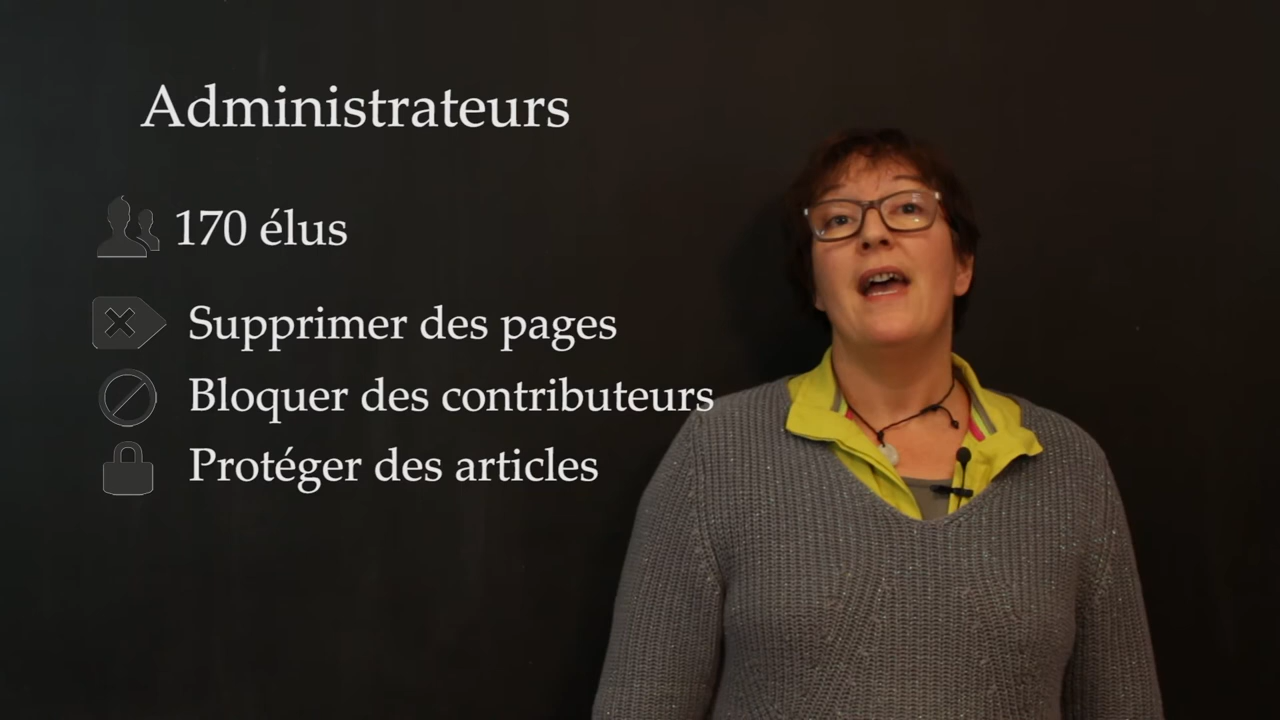 Administrateurs
170 élus
Supprimer des pages
Bloquer des contributeurs
Protéger des articles